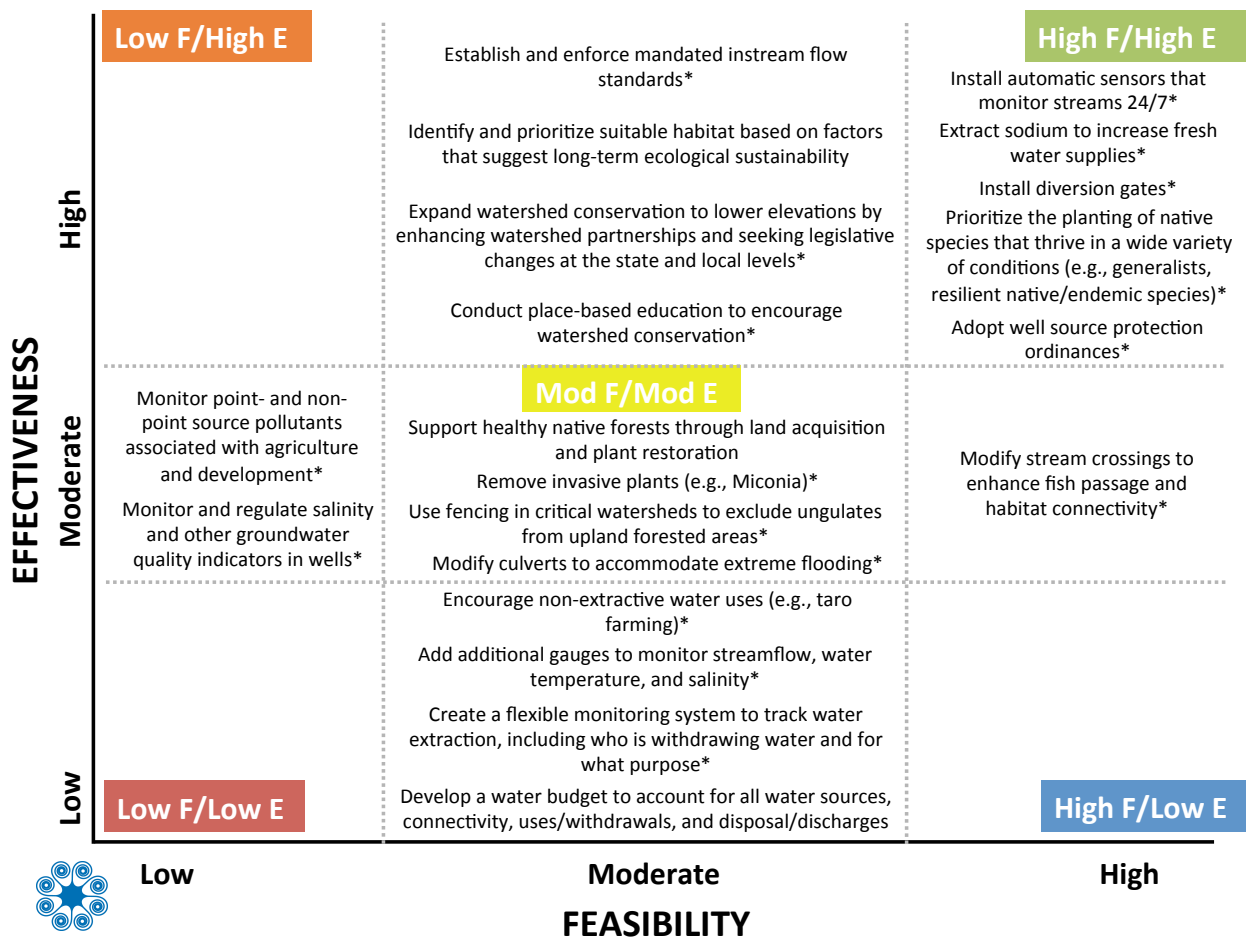 Low F/High E
Establish and enforce mandated instream flow
standards*
Identify and prioritize suitable habitat based on factors
that suggest long-term ecological sustainability
Expand watershed conservation to lower elevations by
enhancing watershed partnerships and seeking legislative
changes at the state and local levels*
Conduct place-based education to encourage
watershed conservation*
High F/High E
Install automatic sensors that
monitor streams 24/7*
Extract sodium to increase fresh
water supplies*
Install diversion gates*
Prioritize the planting of native
species that thrive in a wide variety
of conditions (e.g., generalists,
resilient native/endemic species)*
Adopt well source protection
ordinances*
Monitor point- and non-
point source pollutants
associated with agriculture
and development*
Monitor and regulate salinity
and other groundwater
quality indicators in wells*
Mod F/Mod E
Support healthy native forests through land acquisition
and plant restoration
Remove invasive plants (e.g., Miconia)*
Use fencing in critical watersheds to exclude ungulates
from upland forested areas*
Modify culverts to accommodate extreme flooding*
Modify stream crossings to
enhance fish passage and
habitat connectivity*
Low F/Low E
Encourage non-extractive water uses (e.g., taro
farming)*
Add additional gauges to monitor streamflow, water
temperature, and salinity*
Create a flexible monitoring system to track water
extraction, including who is withdrawing water and for
what purpose*
Develop a water budget to account for all water sources,
connectivity, uses/withdrawals, and disposal/discharges
High F/Low E
EFFECTIVENESS
High
Moderate
Low
Low
Moderate
High
FEASIBILITY